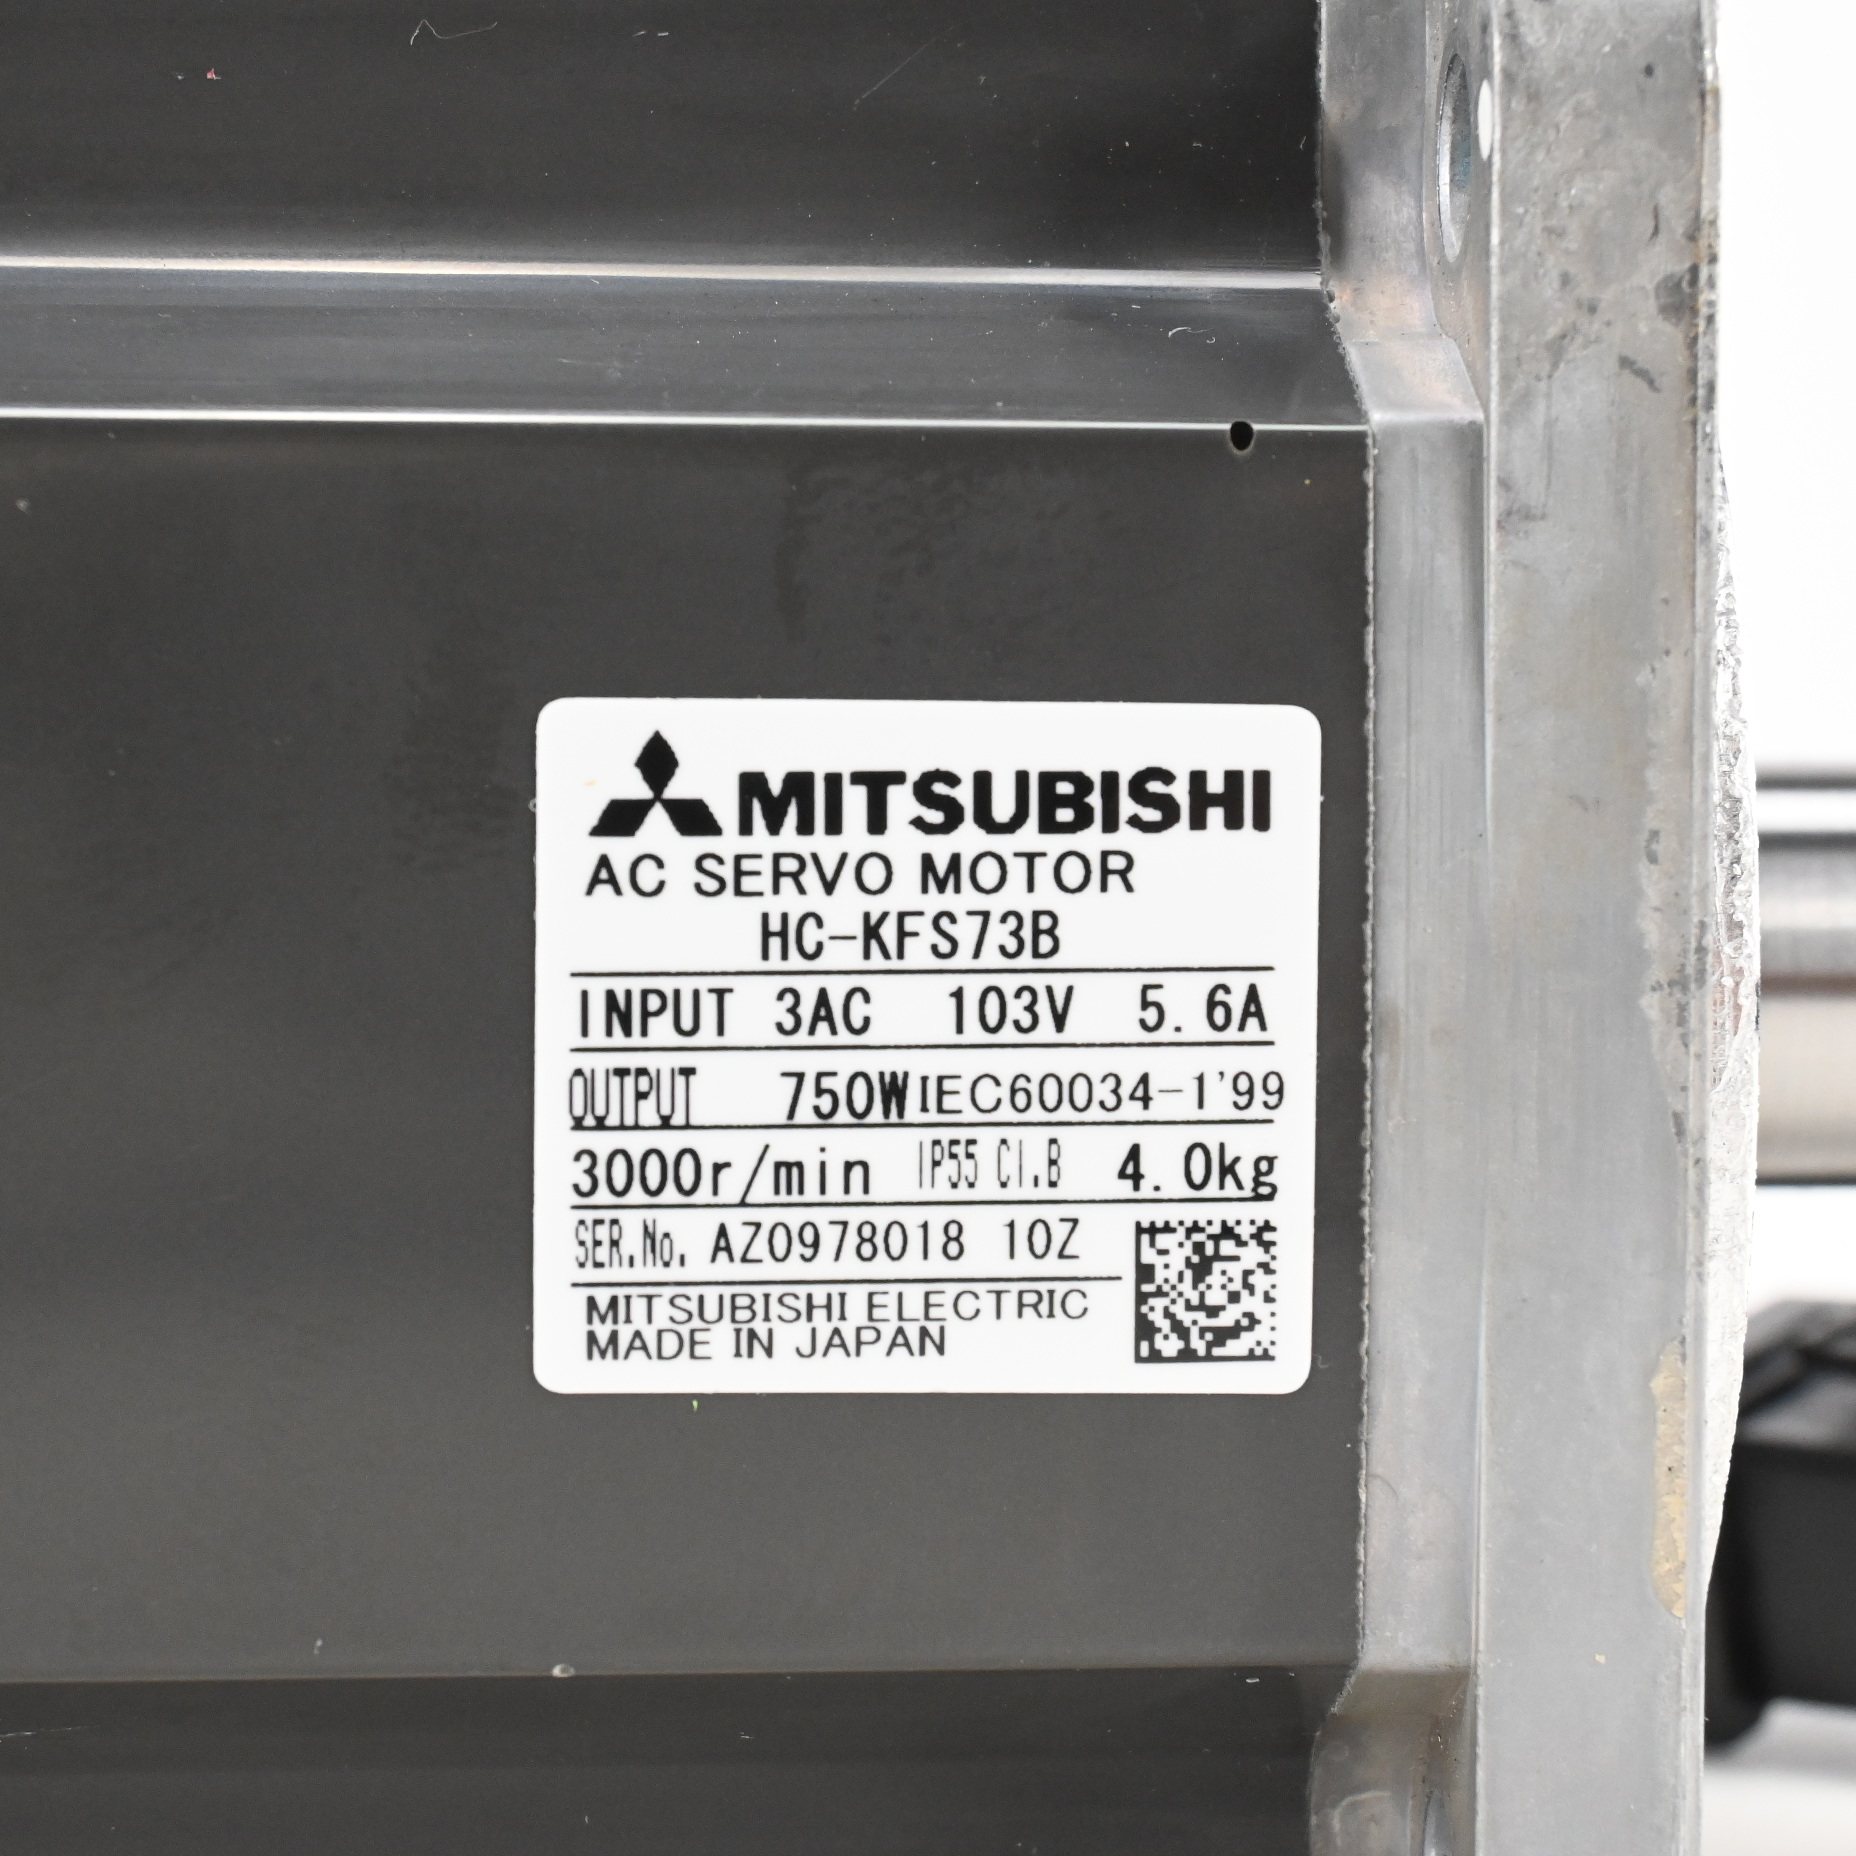 MITSUBISHI
AC SERVO MOTOR
HC-KFS73B
INPUT 3AC 103V 5.6A
OUTPUT 750W IEC60034-1'99
3000r/min IP55 CI.B 4.0kg
SER.No. AZ0978018 10Z
MITSUBISHI ELECTRIC
MADE IN JAPAN